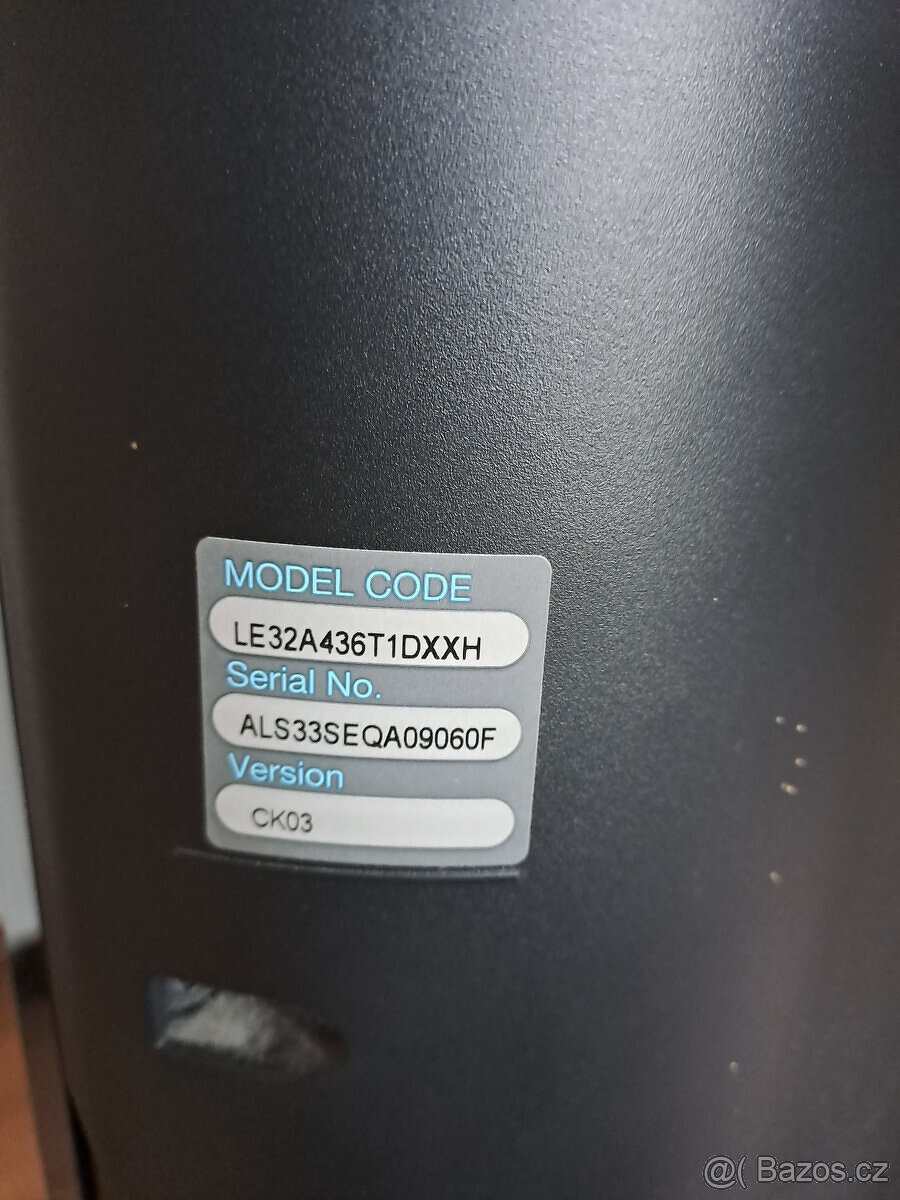 MODEL CODE
LE32A436T1DXXH
Serial No.
ALS33SEQA09060F
Version
CK03
@( Bazos.cz